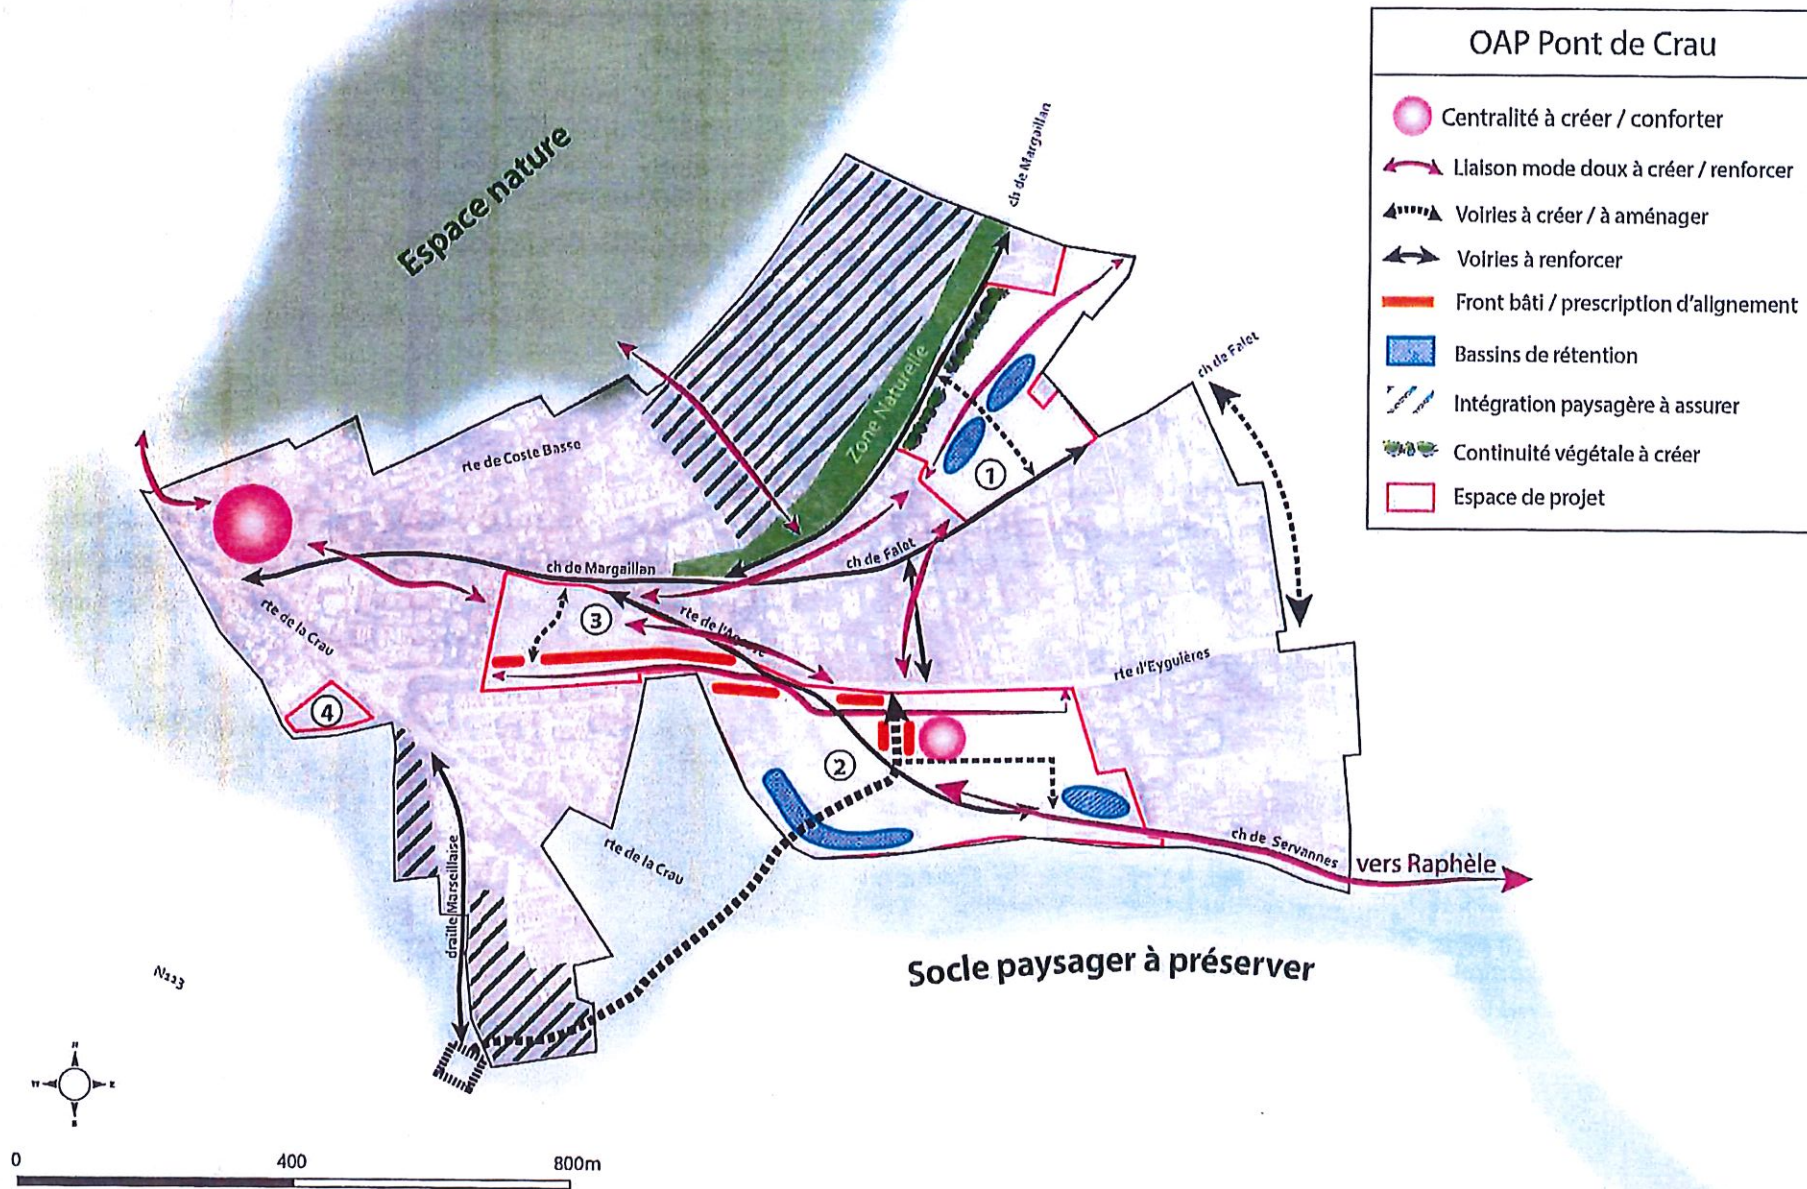 OAP Pont de Crau
Centralité à créer / conforter
Liaison mode doux à créer / renforcer
Voiries à créer / à aménager
Voiries à renforcer
Front bâti / prescription d'alignement
Bassins de rétention
Intégration paysagère à assurer
Continuité végétale à créer
Espace de projet
Espace nature
ch de Margaillan
ch de Falet
Zone Naturelle
rte de Coste Basse
1
ch de Margaillan
ch de Falet
rte de la Crau
3
rte de
rte d'Eyguières
4
2
draille Marseillaise
rte de la Crau
ch de Servannes
vers Raphèle
Socle paysager à préserver
N113
N
E
0 400 800m